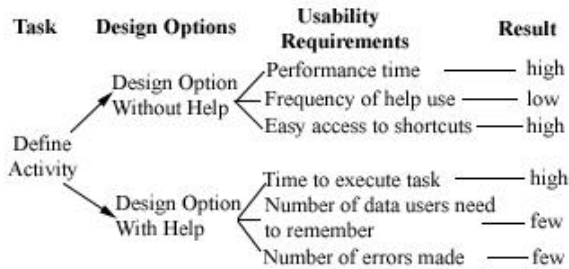 Task Design Options Usability Requirements Result
Design Option Without Help
Performance time high
Frequency of help use low
Easy access to shortcuts high
Define Activity
Design Option With Help
Time to execute task high
Number of data users need to remember few
Number of errors made few